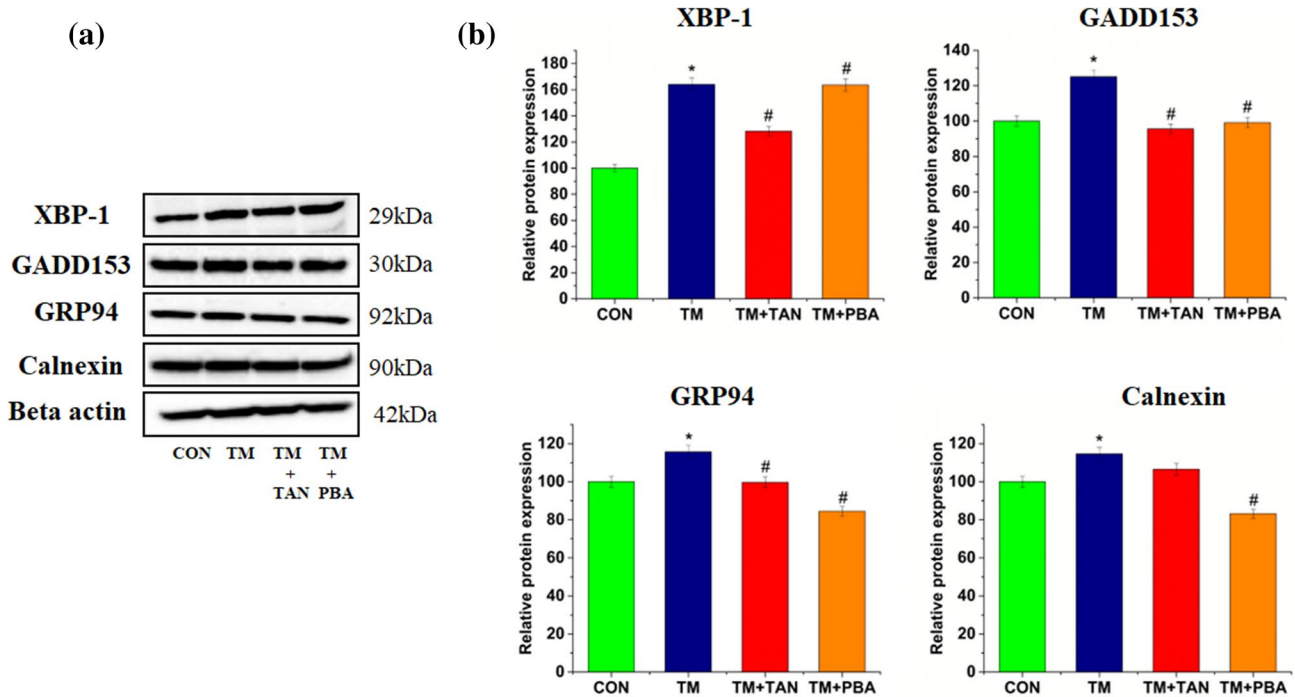 (a)
XBP-1 29kDa
GADD153 30kDa
GRP94 92kDa
Calnexin 90kDa
Beta actin 42kDa
CON TM TM TM
+ +
TAN PBA
(b)
XBP-1
Relative protein expression
180
160
140
120
100
80
60
40
20
0
*
#
#
CON TM TM+TAN TM+PBA
GADD153
Relative protein expression
140
120
100
80
60
40
20
0
*
#
#
CON TM TM+TAN TM+PBA
GRP94
Relative protein expression
120
100
80
60
40
20
0
*
#
#
CON TM TM+TAN TM+PBA
Calnexin
Relative protein expression
120
100
80
60
40
20
0
*
#
CON TM TM+TAN TM+PBA